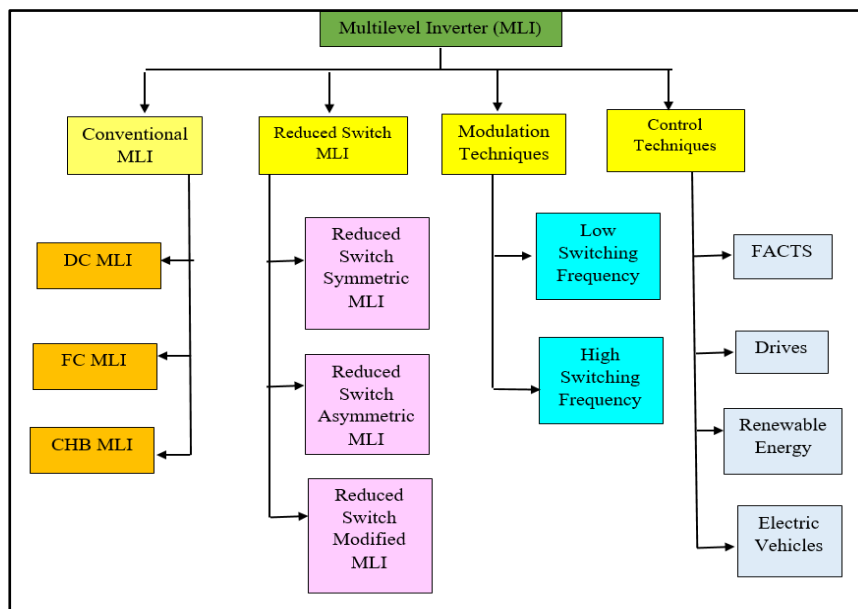 Multilevel Inverter (MLI)
Conventional
MLI
Reduced Switch
MLI
Modulation
Techniques
Control
Techniques
DC MLI
FC MLI
CHB MLI
Reduced
Switch
Symmetric
MLI
Reduced
Switch
Asymmetric
MLI
Reduced
Switch
Modified
MLI
Low
Switching
Frequency
High
Switching
Frequency
FACTS
Drives
Renewable
Energy
Electric
Vehicles